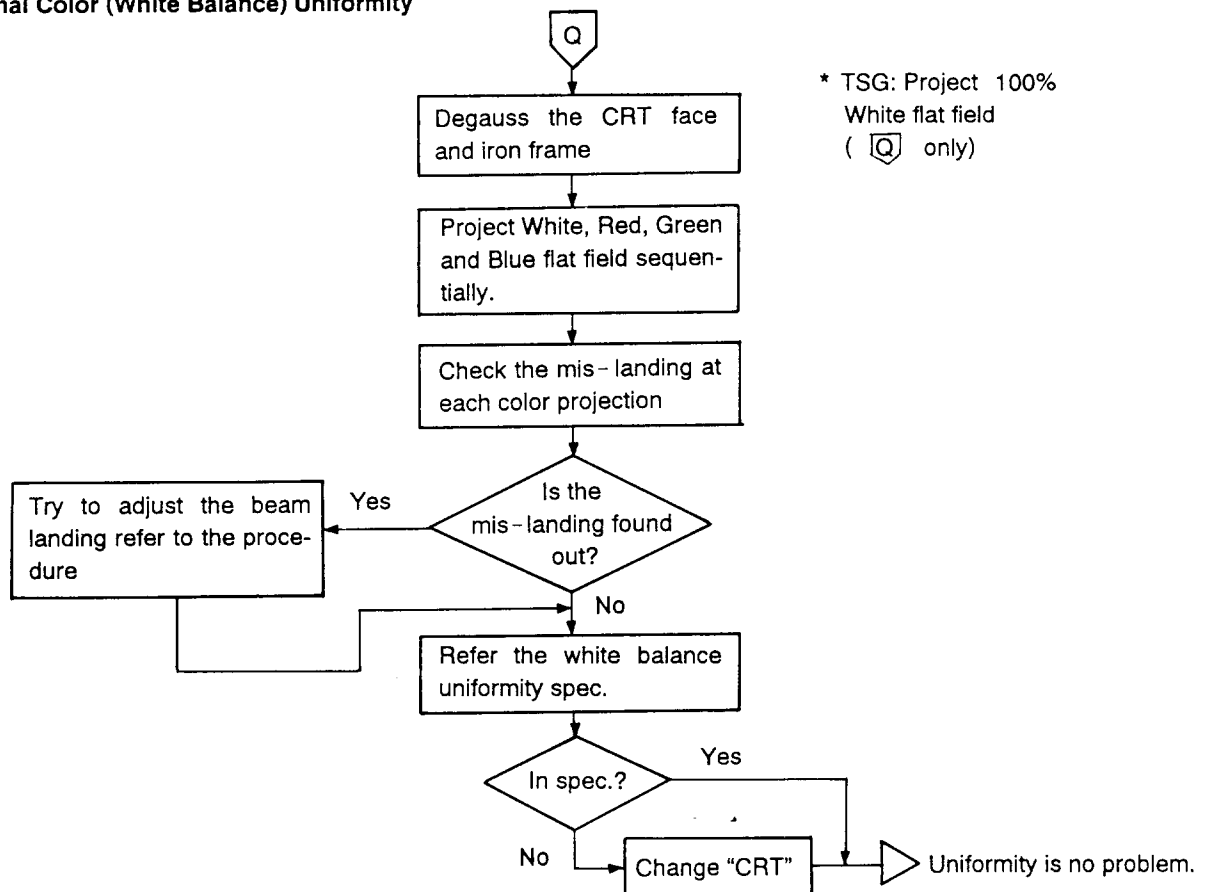 Color (White Balance) Uniformity
Q
* TSG: Project 100%
White flat field
( Q only)
Degauss the CRT face
and iron frame
Project White, Red, Green
and Blue flat field sequen-
tially.
Check the mis-landing at
each color projection
Is the
mis-landing found
out?
Yes
Try to adjust the beam
landing refer to the proce-
dure
No
Refer the white balance
uniformity spec.
In spec.?
Yes
No
Change "CRT"
Uniformity is no problem.